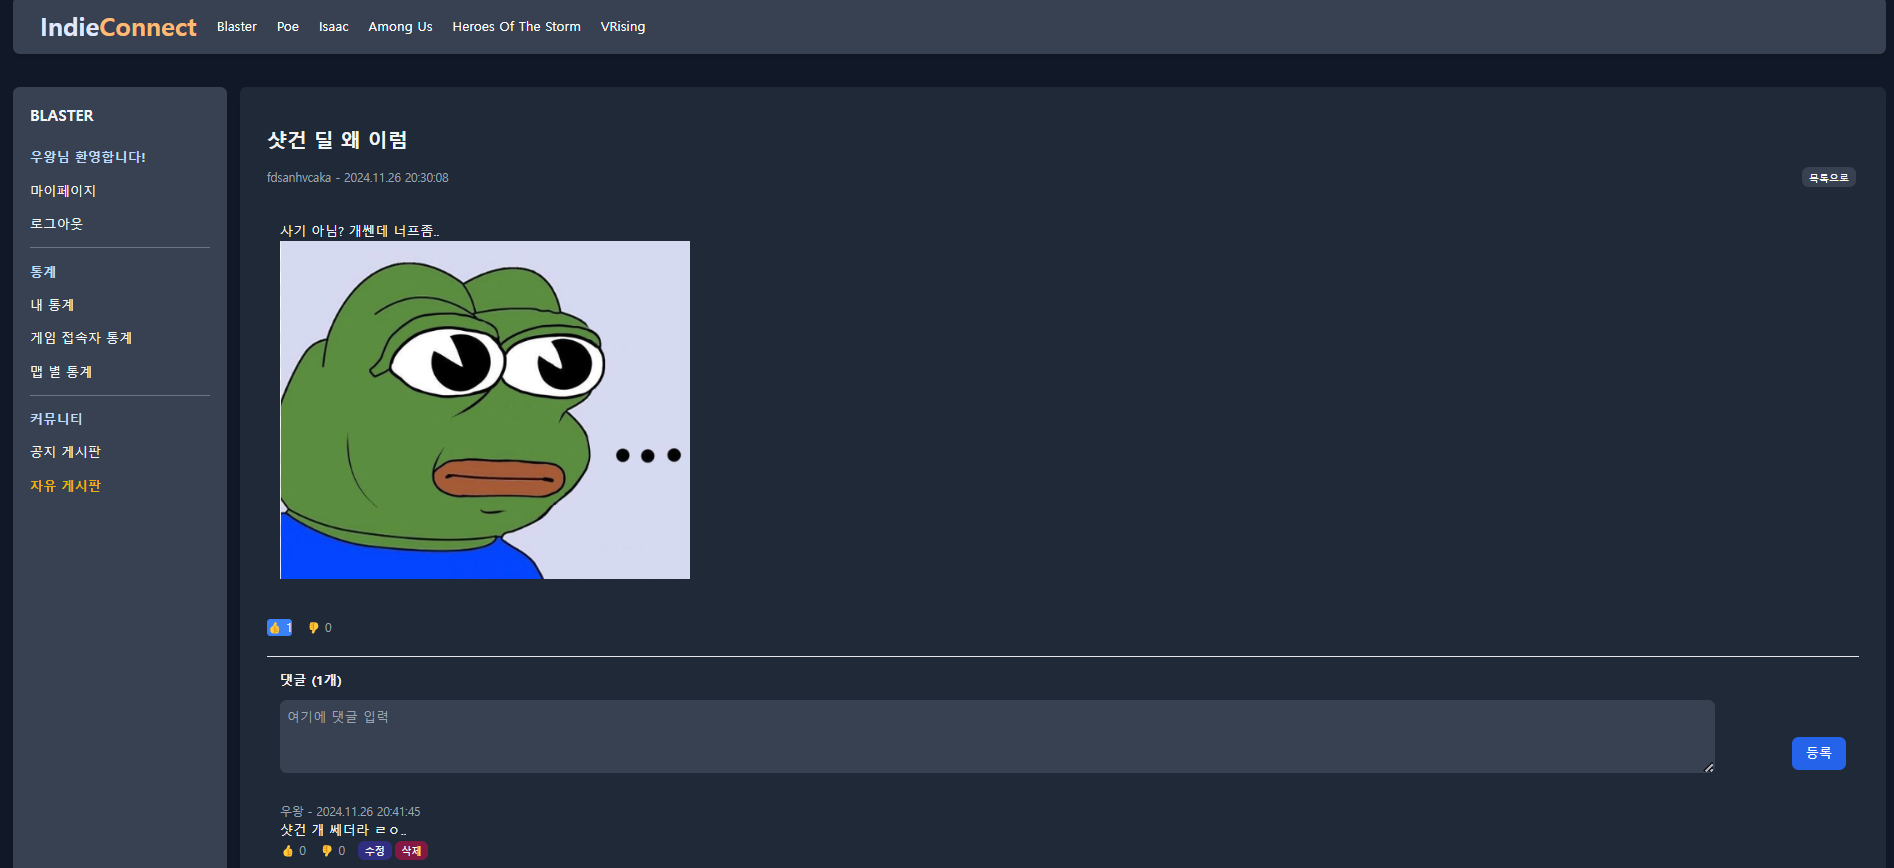 IndieConnect Blaster Poe Isaac Among Us Heroes Of The Storm VRising
BLASTER
우왕님 환영합니다!
마이페이지
로그아웃
통계
내 통계
게임 접속자 통계
맵 별 통계
커뮤니티
공지 게시판
자유 게시판
샷건 딜 왜 이럼
fdsanhvcaka - 2024.11.26 20:30:08
목록으로
사기 아님? 개쎈데 너프좀..
👍 1 👎 0
댓글 (1개)
여기에 댓글 입력
등록
우왕 - 2024.11.26 20:41:45
샷건 개 쎄더라 ㄹㅇ..
👍 0 👎 0 수정 삭제